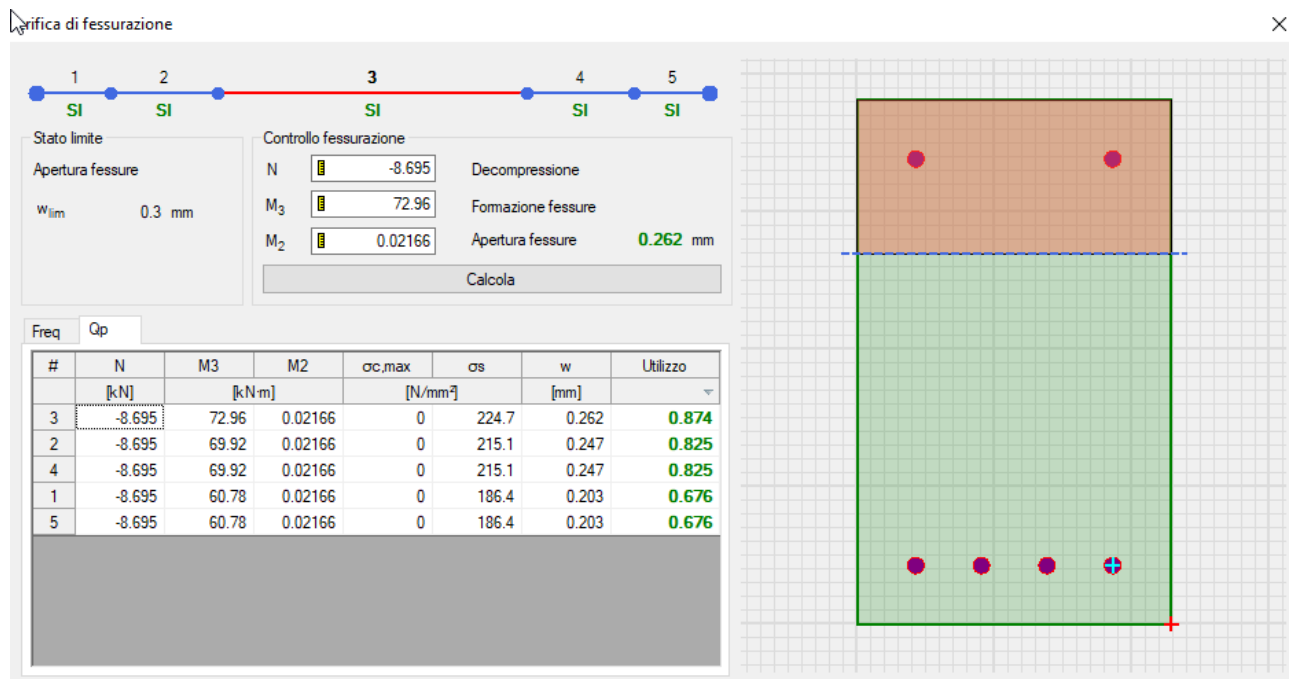 rifica di fessurazione
1 2 3 4 5
SI SI SI SI SI
Stato limite
Apertura fessure
wlim 0.3 mm
Controllo fessurazione
N -8.695 Decompressione
M3 72.96 Formazione fessure
M2 0.02166 Apertura fessure 0.262 mm
Calcola
Freq Qp
# N M3 M2 σc,max σs w Utilizzo
[kN] [kN·m] [N/mm²] [mm]
3 -8.695 72.96 0.02166 0 224.7 0.262 0.874
2 -8.695 69.92 0.02166 0 215.1 0.247 0.825
4 -8.695 69.92 0.02166 0 215.1 0.247 0.825
1 -8.695 60.78 0.02166 0 186.4 0.203 0.676
5 -8.695 60.78 0.02166 0 186.4 0.203 0.676